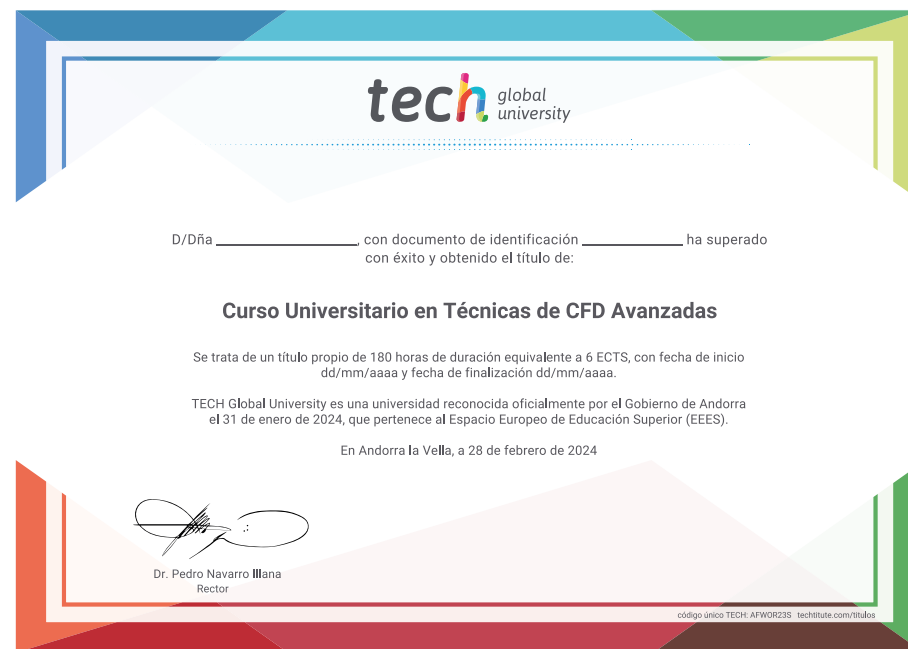 tech global
university
D/Dña ____________________, con documento de identificación ______________ ha superado
con éxito y obtenido el título de:
Curso Universitario en Técnicas de CFD Avanzadas
Se trata de un título propio de 180 horas de duración equivalente a 6 ECTS, con fecha de inicio
dd/mm/aaaa y fecha de finalización dd/mm/aaaa.
TECH Global University es una universidad reconocida oficialmente por el Gobierno de Andorra
el 31 de enero de 2024, que pertenece al Espacio Europeo de Educación Superior (EEES).
En Andorra la Vella, a 28 de febrero de 2024
Dr. Pedro Navarro Illana
Rector
código único TECH: AFWOR23S techtitute.com/titulos